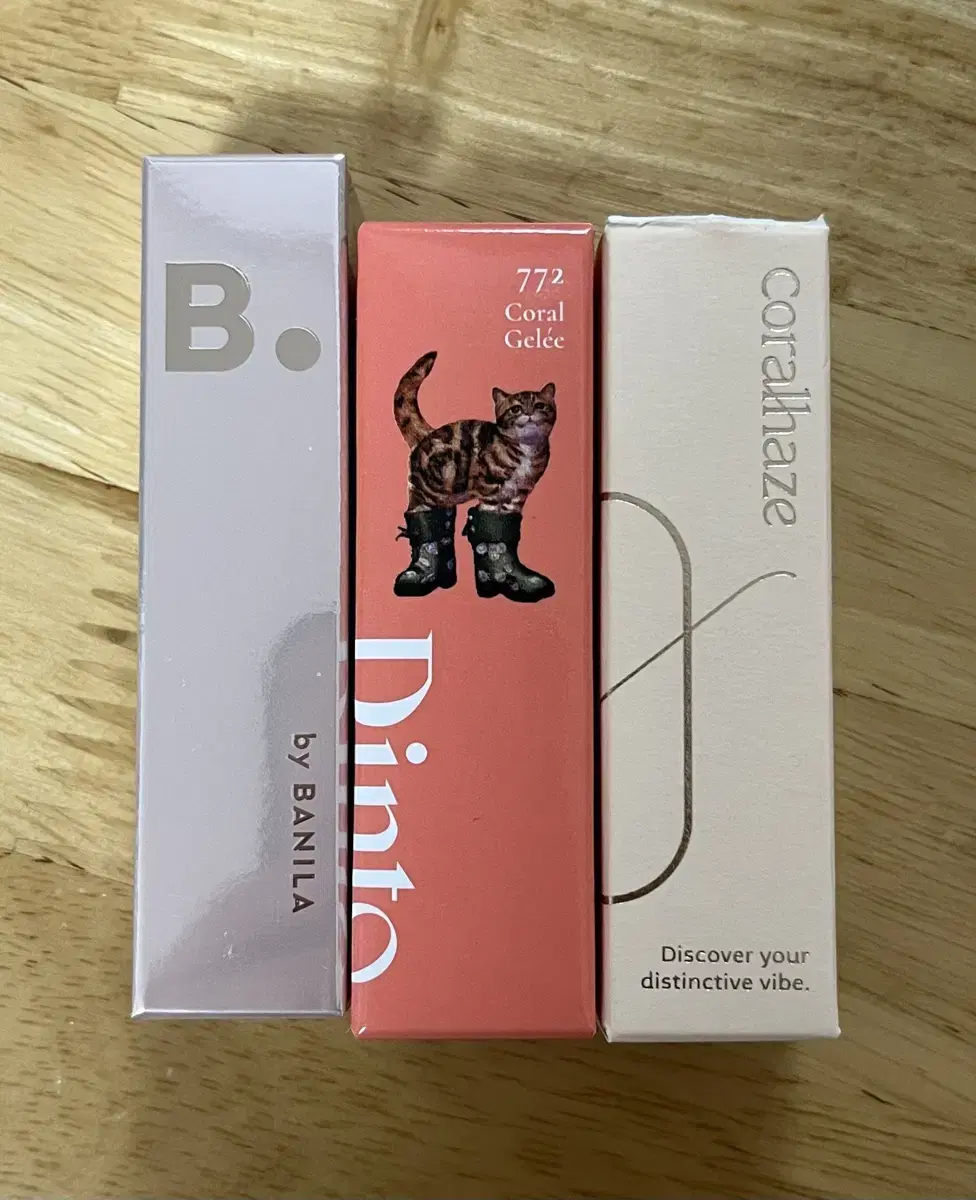 B.
by BANILA
772
Coral
Gelée
Dinto
coralhaze
Discover your
distinctive vibe.